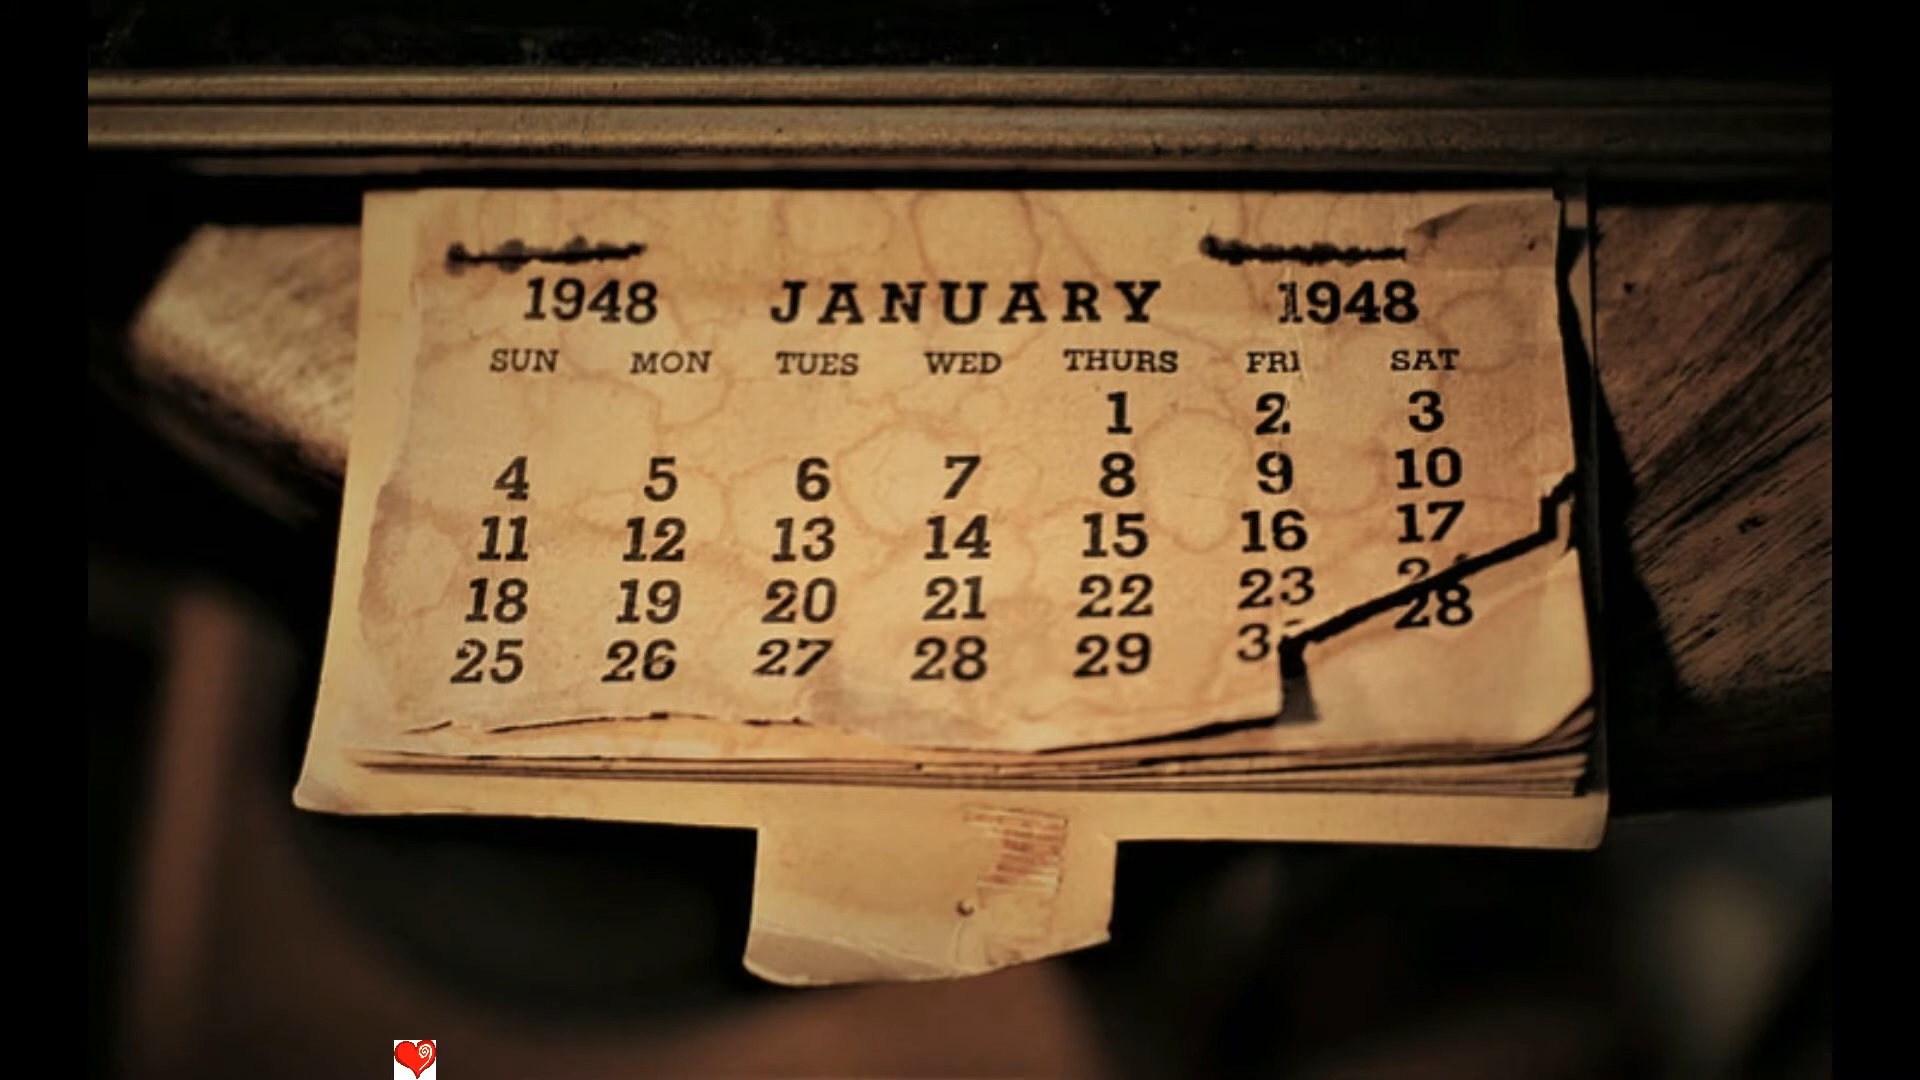 1948 JANUARY 1948
SUN MON TUES WED THURS FRI SAT
1 2 3
4 5 6 7 8 9 10
11 12 13 14 15 16 17
18 19 20 21 22 23
28
25 26 27 28 29